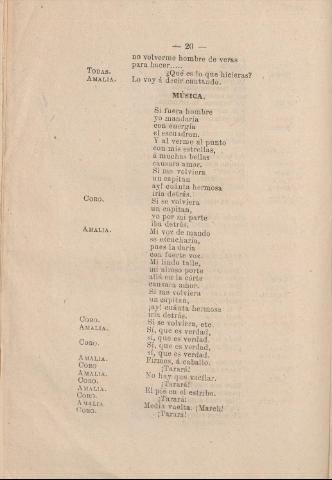 — 20 —
no volverme hombre de veras
para hacer.....
TODAS. ¿Qué es lo que hicieras?
AMALIA. Lo voy á decir cantando.
MÚSICA.
Si fuera hombre
yo mandaria
con energía
el escuadron.
Y al verme al punto
con mis estrellas,
á muchas bellas
causara amor.
Si me volviera
un capitan
ay! cuánta hermosa
iria detrás.
CORO. Si se volviera
un capitan,
yo por mi parte
iba detrás.
AMALIA. Mi voz de mando
se escucharia,
pues la daria
con fuerte voz.
Mi lindo talle,
mi airoso porte
allá en la córte
causara amor.
Si me volviera
un capitan,
¡ay! cuánta hermosa
iria detrás.
CORO. Si se volviera, etc.
AMALIA. Sí, que es verdad,
sí, que es verdad.
CORO. Sí, que es verdad,
sí, que es verdad.
AMALIA. Firmes, á caballo.
CORO ¡Tarará!
AMALIA. No hay que vacilar.
CORO. ¡Tarará!
AMALIA. El pié en el estribo.
CORO. ¡Tarará!
AMALIA. Media vuelta. ¡March!
CORO. ¡Tarará!